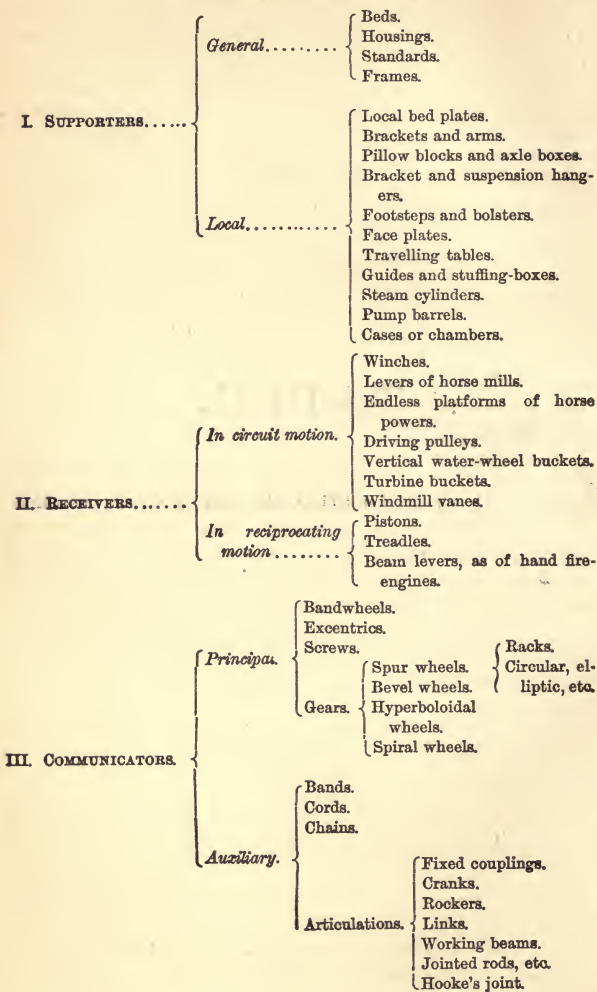 Beds.
Housings.
General..........
Standards.
Frames.
I. SUPPORTERS......
Local bed plates.
Brackets and arms.
Pillow blocks and axle boxes.
Bracket and suspension hang-
ers.
Local.............
Footsteps and bolsters.
Face plates.
Travelling tables.
Guides and stuffing-boxes.
Steam cylinders.
Pump barrels.
Cases or chambers.
Winches.
Levers of horse mills.
Endless platforms of horse
powers.
In circuit motion.
Driving pulleys.
Vertical water-wheel buckets.
Turbine buckets.
Windmill vanes.
II. RECEIVERS.......
In reciprocating
motion ........
Pistons.
Treadles.
Beam levers, as of hand fire-
engines.
Bandwheels.
Excentrics.
Principal.
Screws.
Gears.
Spur wheels.
Racks.
Circular, el-
liptic, etc.
Bevel wheels.
Hyperboloidal
wheels.
Spiral wheels.
III. COMMUNICATORS.
Bands.
Cords.
Chains.
Auxiliary.
Articulations.
Fixed couplings.
Cranks.
Rockers.
Links.
Working beams.
Jointed rods, etc.
Hooke's joint.